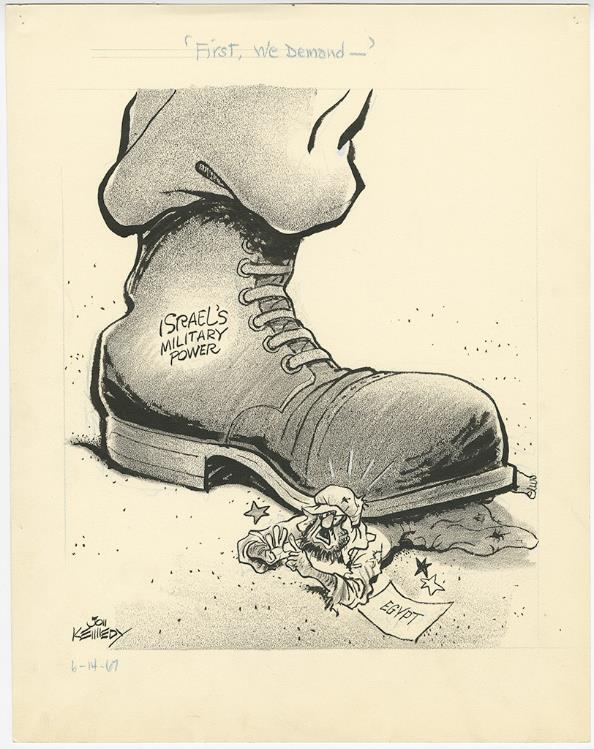 "First, We Demand—"
ISRAEL'S
MILITARY
POWER
EGYPT
Jon
KENNEDY
6-14-67